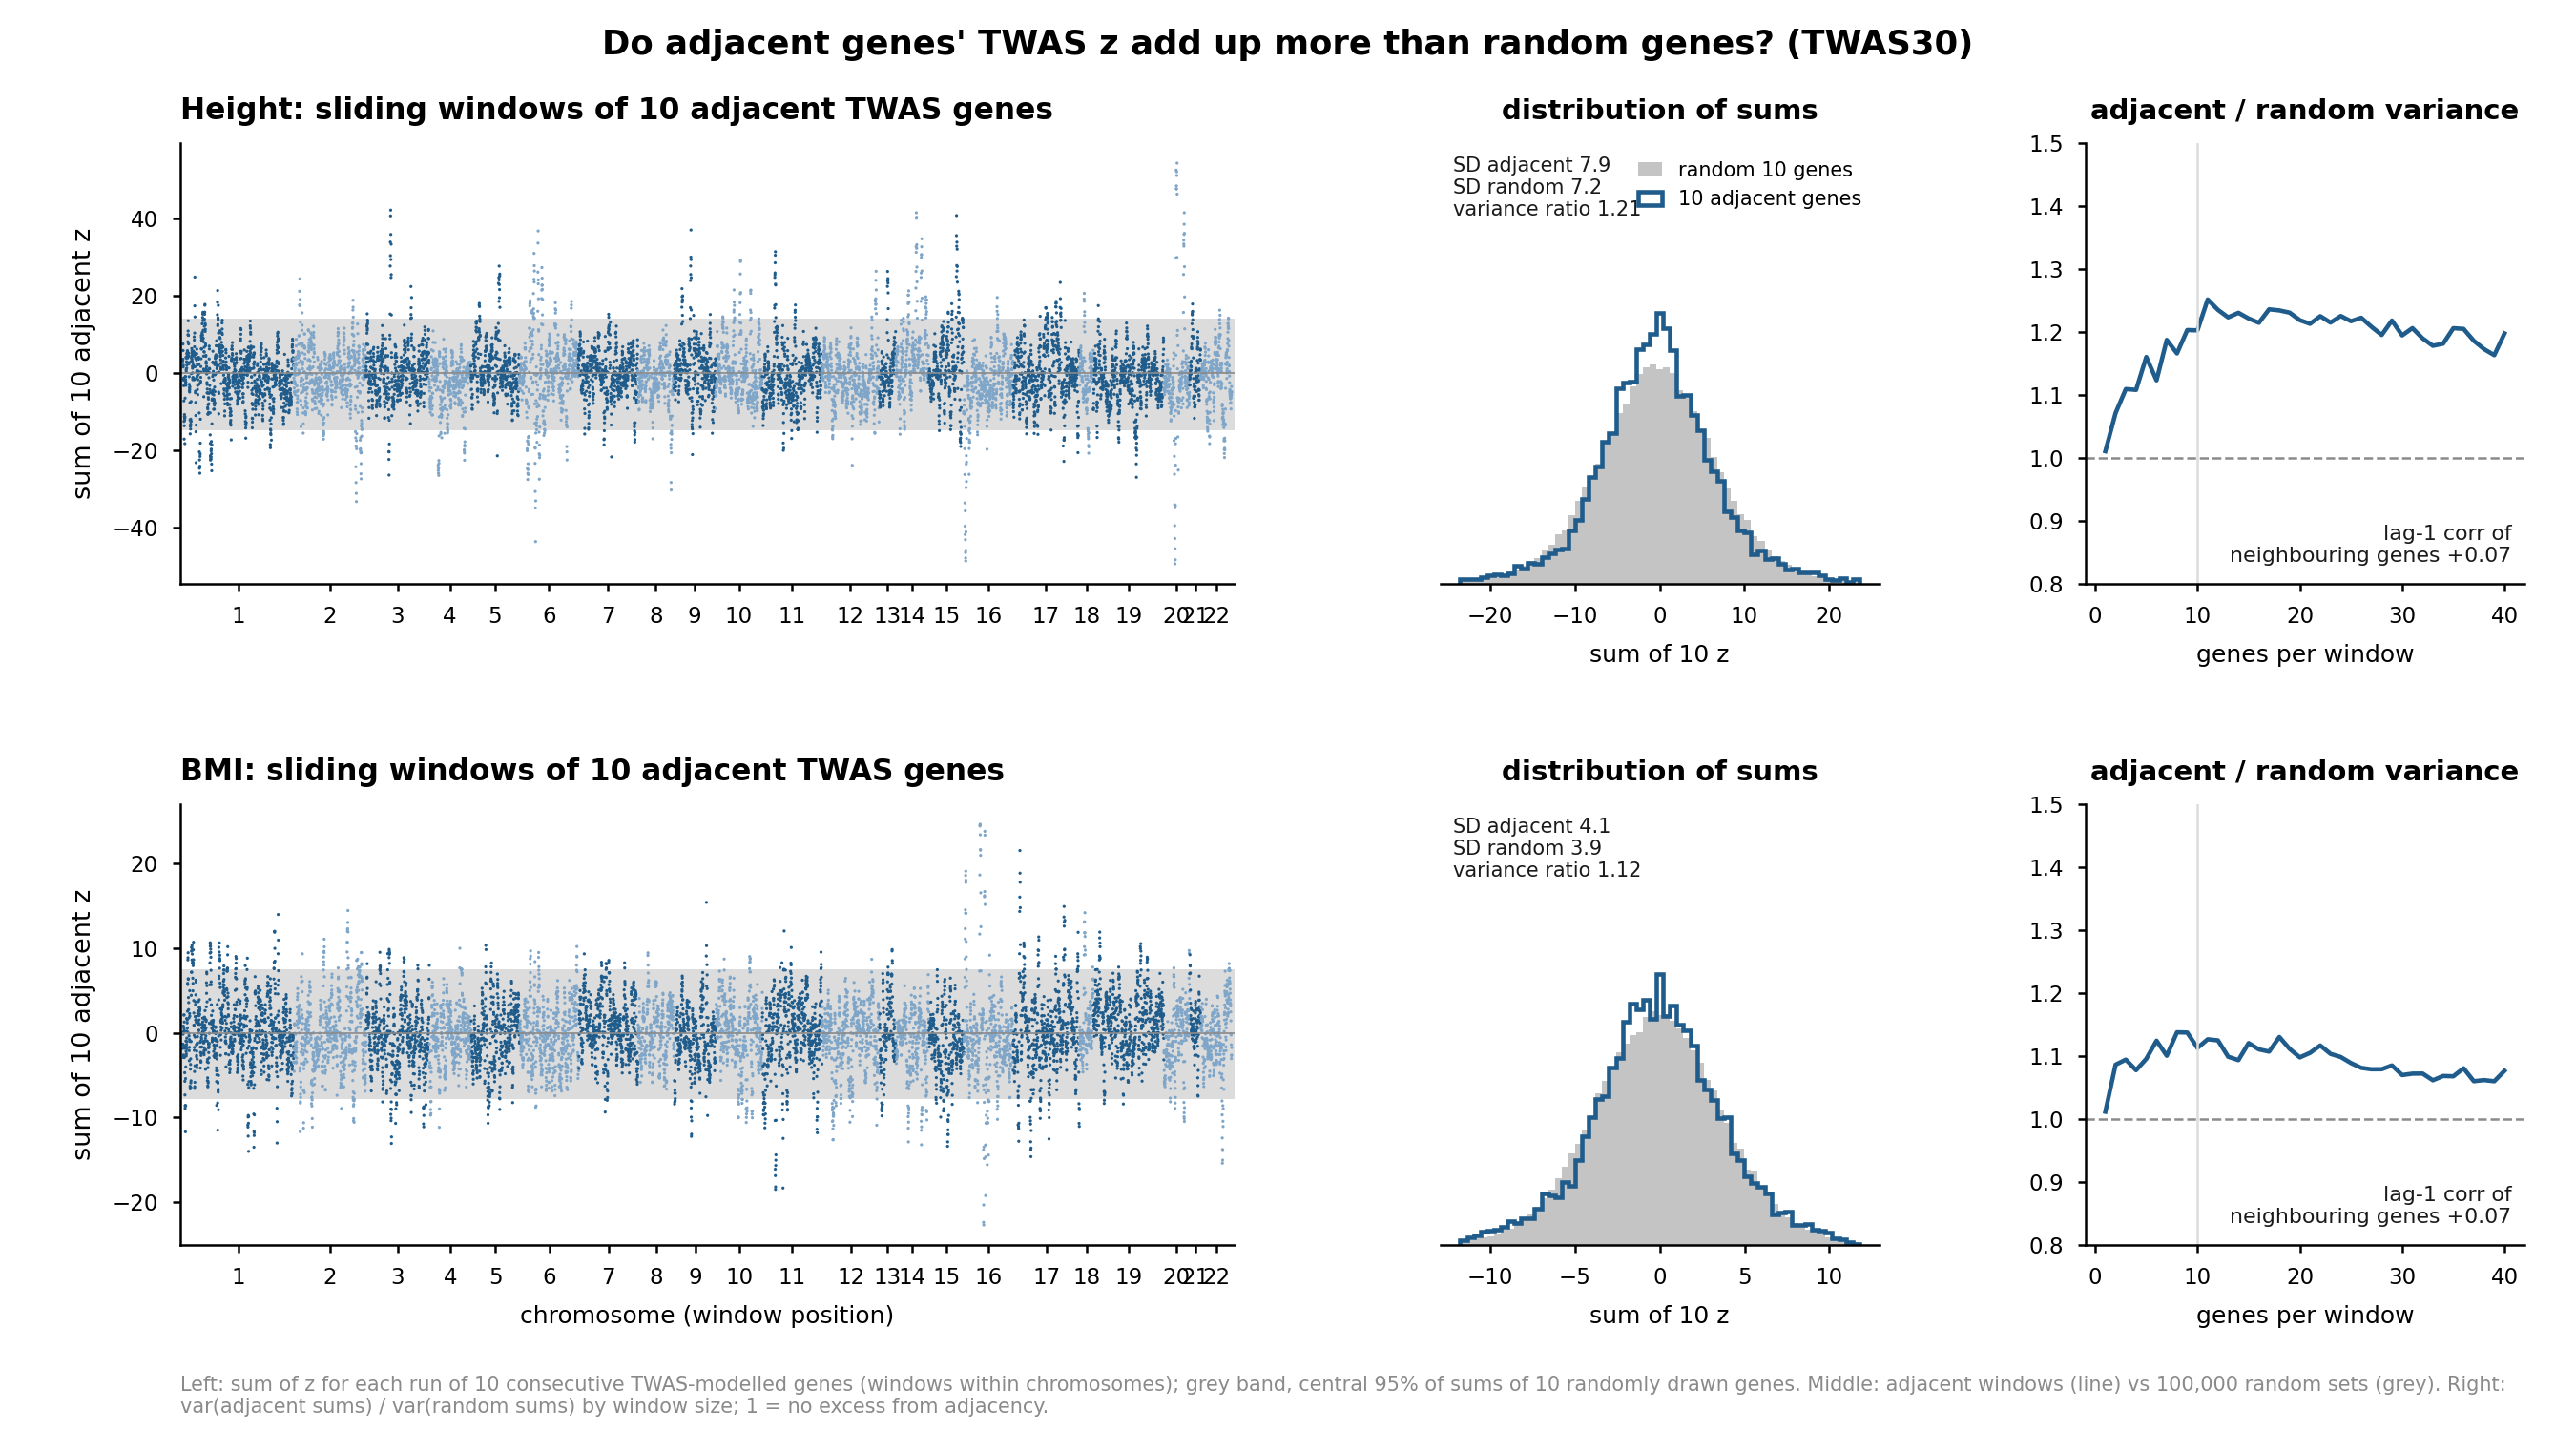 Do adjacent genes' TWAS z add up more than random genes? (TWAS30)
Height: sliding windows of 10 adjacent TWAS genes
sum of 10 adjacent z
40
20
0
−20
−40
1 2 3 4 5 6 7 8 9 10 11 12 13 14 15 16 17 18 19 20 21 22
distribution of sums
SD adjacent 7.9
SD random 7.2
variance ratio 1.21
random 10 genes
10 adjacent genes
−20 −10 0 10 20
sum of 10 z
adjacent / random variance
1.5
1.4
1.3
1.2
1.1
1.0
0.9
0.8
lag-1 corr of
neighbouring genes +0.07
0 10 20 30 40
genes per window
BMI: sliding windows of 10 adjacent TWAS genes
sum of 10 adjacent z
20
10
0
−10
−20
1 2 3 4 5 6 7 8 9 10 11 12 13 14 15 16 17 18 19 20 21 22
chromosome (window position)
distribution of sums
SD adjacent 4.1
SD random 3.9
variance ratio 1.12
−10 −5 0 5 10
sum of 10 z
adjacent / random variance
1.5
1.4
1.3
1.2
1.1
1.0
0.9
0.8
lag-1 corr of
neighbouring genes +0.07
0 10 20 30 40
genes per window
Left: sum of z for each run of 10 consecutive TWAS-modelled genes (windows within chromosomes); grey band, central 95% of sums of 10 randomly drawn genes. Middle: adjacent windows (line) vs 100,000 random sets (grey). Right:
var(adjacent sums) / var(random sums) by window size; 1 = no excess from adjacency.